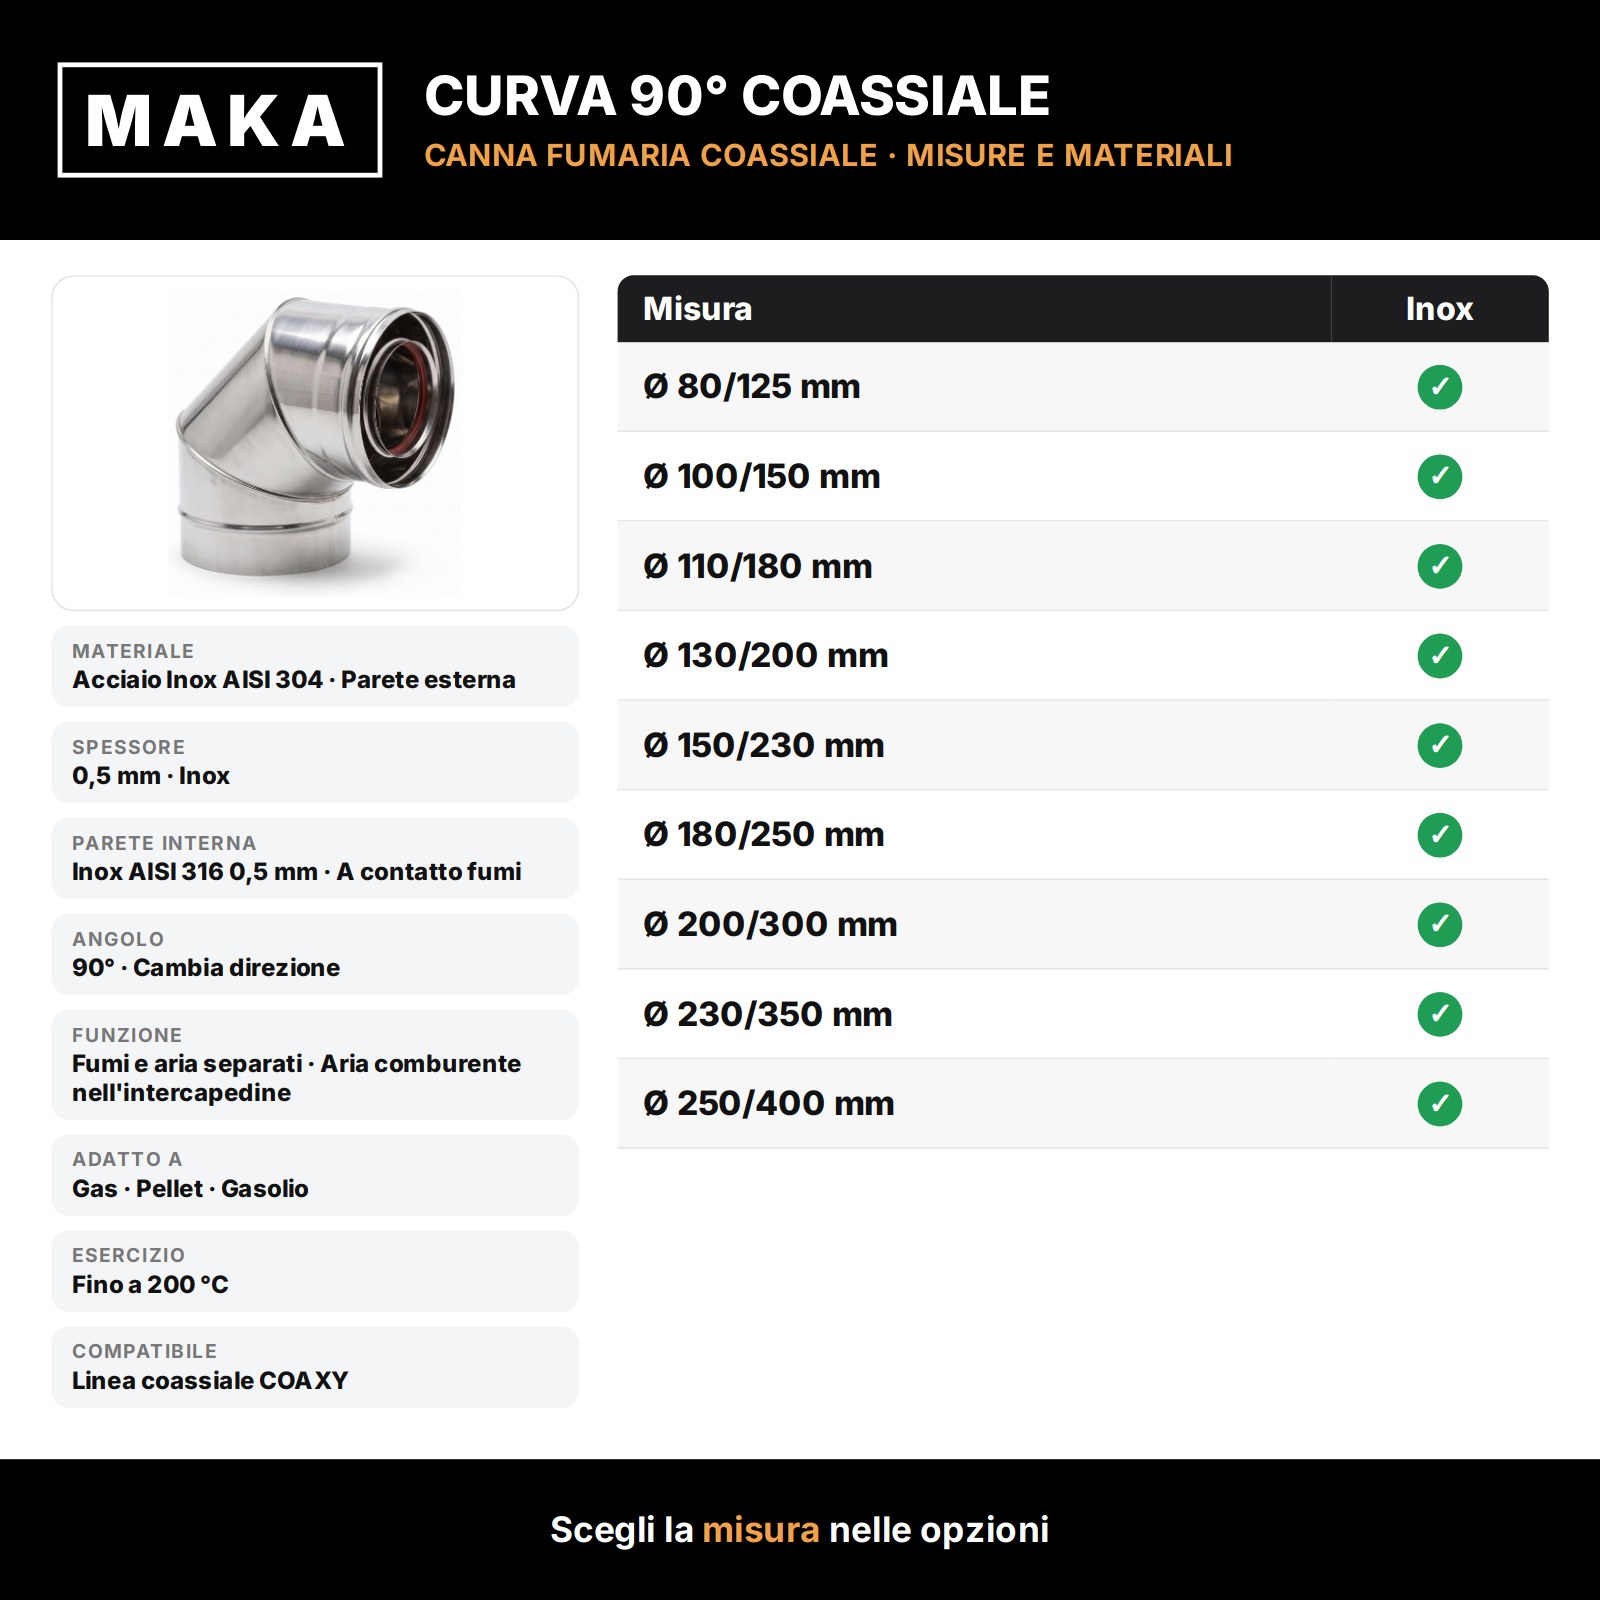 MAKA
CURVA 90° COASSIALE
CANNA FUMARIA COASSIALE · MISURE E MATERIALI
MATERIALE
Acciaio Inox AISI 304 · Parete esterna
SPESSORE
0,5 mm · Inox
PARETE INTERNA
Inox AISI 316 0,5 mm · A contatto fumi
ANGOLO
90° · Cambia direzione
FUNZIONE
Fumi e aria separati · Aria comburente
nell'intercapedine
ADATTO A
Gas · Pellet · Gasolio
ESERCIZIO
Fino a 200 °C
COMPATIBILE
Linea coassiale COAXY
Misura Inox
Ø 80/125 mm ✓
Ø 100/150 mm ✓
Ø 110/180 mm ✓
Ø 130/200 mm ✓
Ø 150/230 mm ✓
Ø 180/250 mm ✓
Ø 200/300 mm ✓
Ø 230/350 mm ✓
Ø 250/400 mm ✓
Scegli la misura nelle opzioni